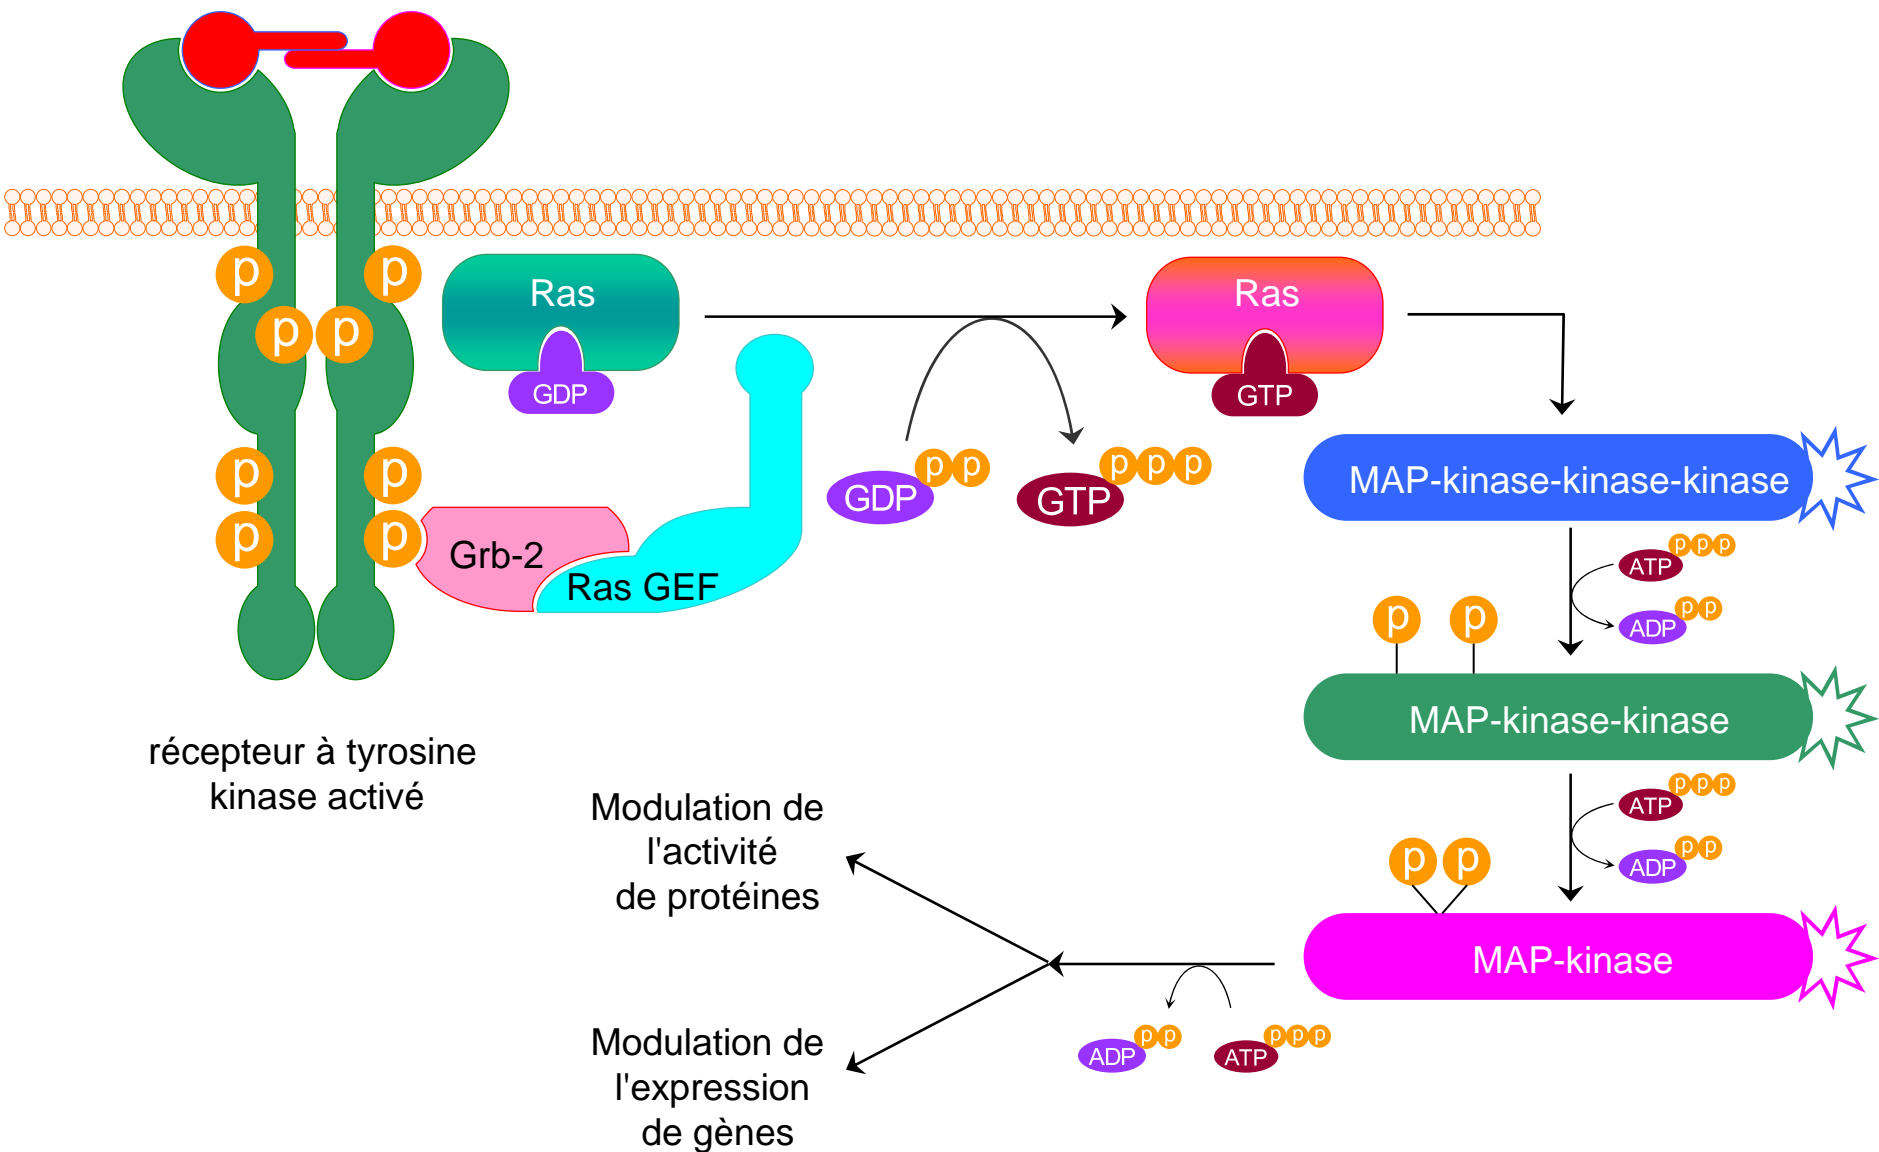 p
p
p
p
p
p
p
p
Ras
GDP
Ras
GTP
Grb-2
Ras GEF
GDP
p
p
GTP
p
p
p
MAP-kinase-kinase-kinase
ATP
p
p
p
ADP
p
p
p
p
MAP-kinase-kinase
ATP
p
p
p
ADP
p
p
p
p
MAP-kinase
ADP
p
p
ATP
p
p
p
récepteur à tyrosine
kinase activé
Modulation de
l'activité
de protéines
Modulation de
l'expression
de gènes